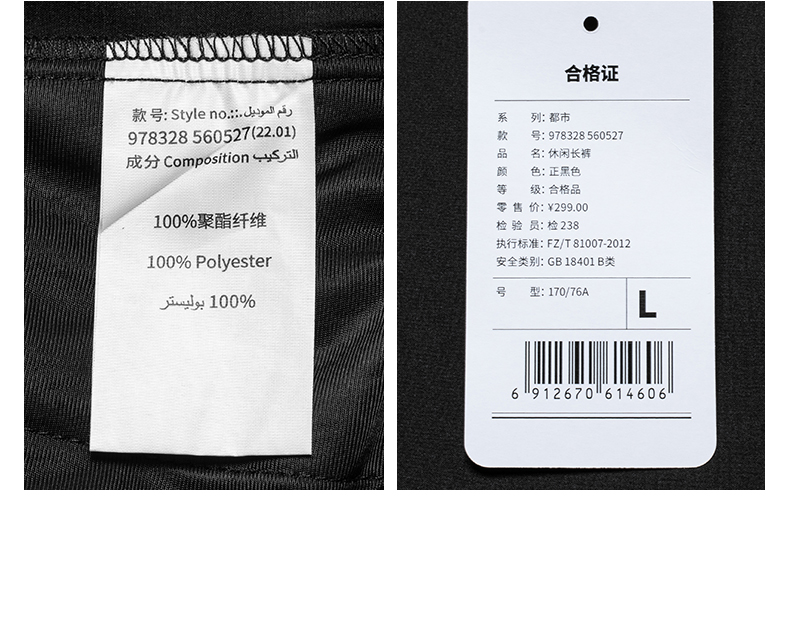 款 号: Style no.::.رقم الموديل
978328 560527(22.01)
成分 Composition التركيب
100%聚酯纤维
100% Polyester
100% بوليستر
合格证
系 列: 都市
款 号: 978328 560527
品 名: 休闲长裤
颜 色: 正黑色
等 级: 合格品
零 售 价: ¥299.00
检 验 员: 检 238
执行标准: FZ/T 81007-2012
安全类别: GB 18401 B类
号 型: 170/76A
L
6 912670 614606